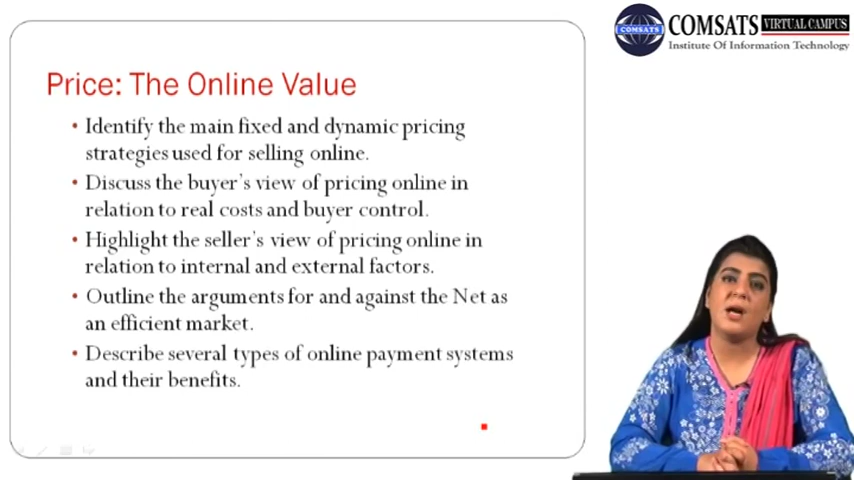 COMSATS
COMSATS VIRTUAL CAMPUS
Institute Of Information Technology
Price: The Online Value
• Identify the main fixed and dynamic pricing
strategies used for selling online.
• Discuss the buyer's view of pricing online in
relation to real costs and buyer control.
• Highlight the seller's view of pricing online in
relation to internal and external factors.
• Outline the arguments for and against the Net as
an efficient market.
• Describe several types of online payment systems
and their benefits.